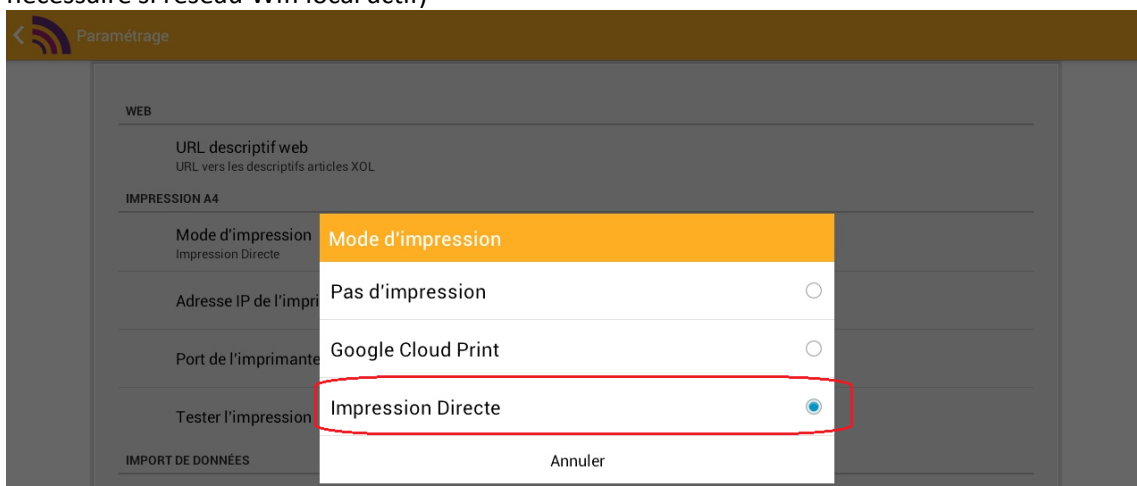 Paramétrage
WEB
URL descriptif web
URL vers les descriptifs articles XOL
IMPRESSION A4
Mode d'impression
Impression Directe
Adresse IP de l'impri
Port de l'imprimante
Tester l'impression
IMPORT DE DONNÉES
Mode d'impression
Pas d'impression
Google Cloud Print
Impression Directe
Annuler